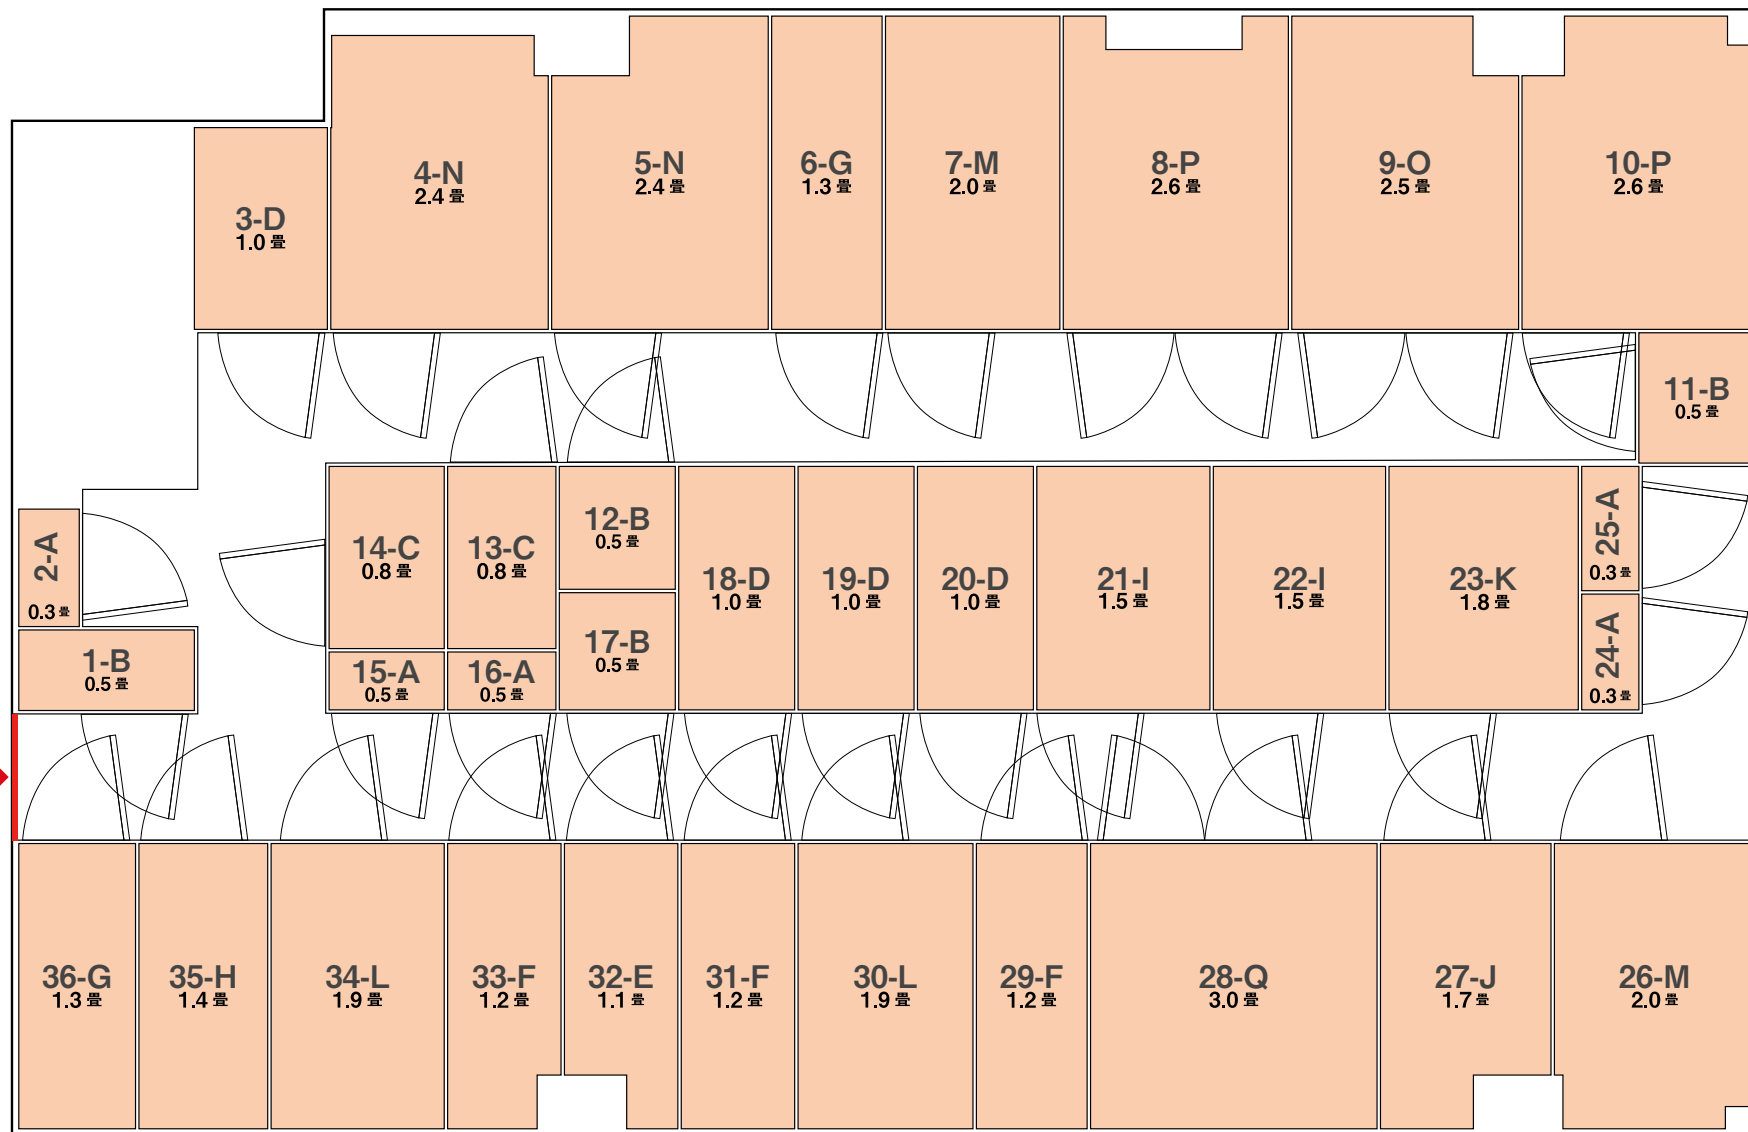 4-N
2.4 畳
5-N
2.4 畳
6-G
1.3 畳
7-M
2.0 畳
8-P
2.6 畳
9-O
2.5 畳
10-P
2.6 畳
3-D
1.0 畳
11-B
0.5 畳
2-A
0.3 畳
1-B
0.5 畳
14-C
0.8 畳
13-C
0.8 畳
12-B
0.5 畳
15-A
0.5 畳
16-A
0.5 畳
17-B
0.5 畳
18-D
1.0 畳
19-D
1.0 畳
20-D
1.0 畳
21-I
1.5 畳
22-I
1.5 畳
23-K
1.8 畳
25-A
0.3 畳
24-A
0.3 畳
36-G
1.3 畳
35-H
1.4 畳
34-L
1.9 畳
33-F
1.2 畳
32-E
1.1 畳
31-F
1.2 畳
30-L
1.9 畳
29-F
1.2 畳
28-Q
3.0 畳
27-J
1.7 畳
26-M
2.0 畳